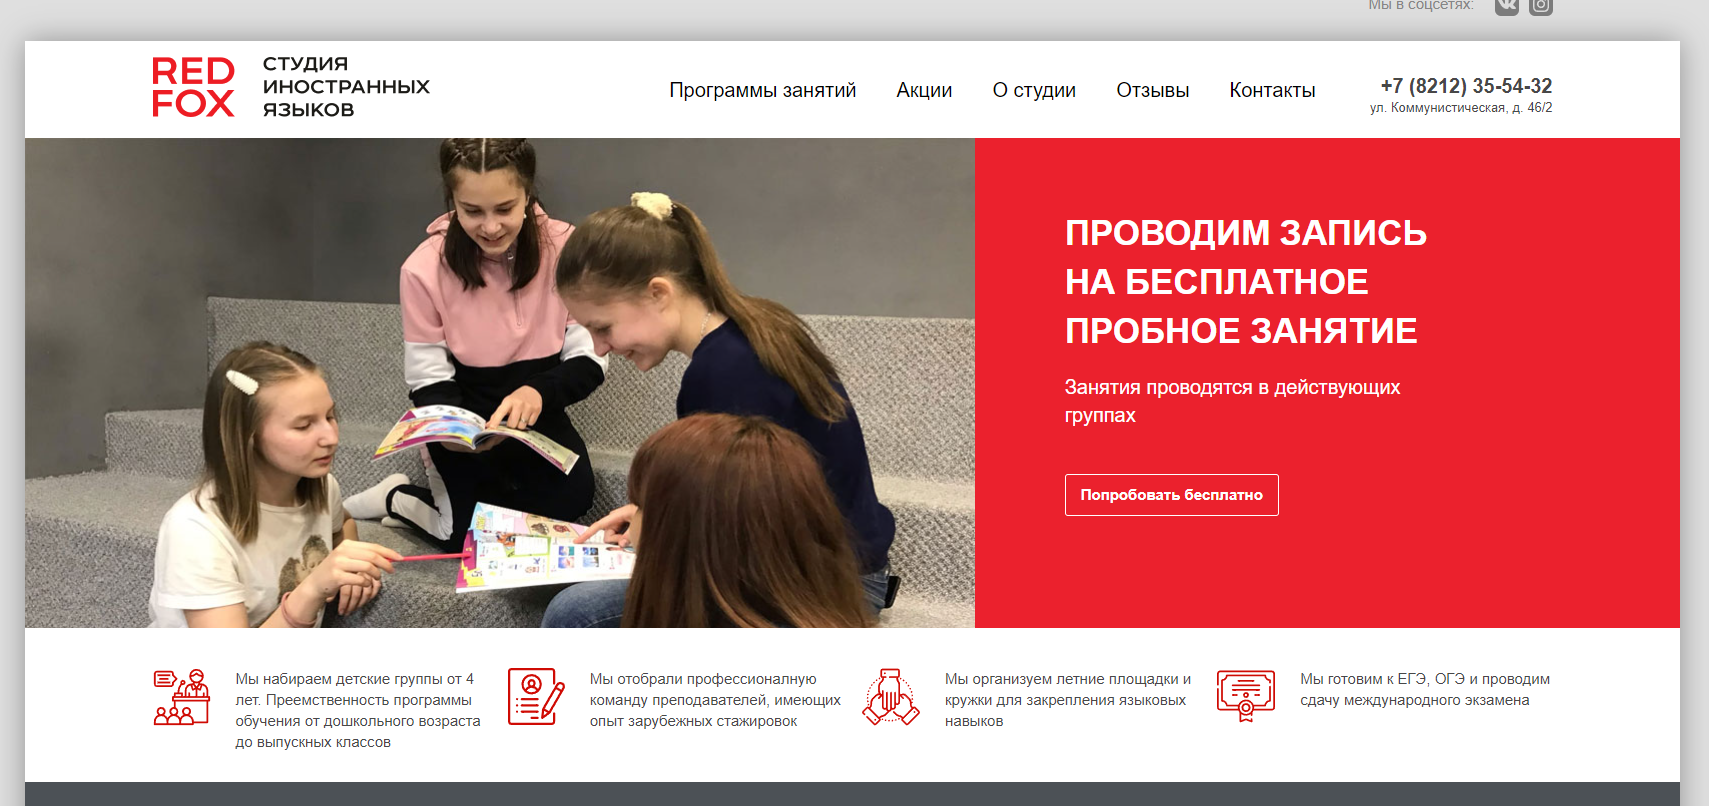 Мы в соцсетях:
RED
FOX
СТУДИЯ
ИНОСТРАННЫХ
ЯЗЫКОВ
Программы занятий
Акции
О студии
Отзывы
Контакты
+7 (8212) 35-54-32
ул. Коммунистическая, д. 46/2
ПРОВОДИМ ЗАПИСЬ
НА БЕСПЛАТНОЕ
ПРОБНОЕ ЗАНЯТИЕ
Занятия проводятся в действующих
группах
Попробовать бесплатно
Мы набираем детские группы от 4
лет. Преемственность программы
обучения от дошкольного возраста
до выпускных классов
Мы отобрали профессиональную
команду преподавателей, имеющих
опыт зарубежных стажировок
Мы организуем летние площадки и
кружки для закрепления языковых
навыков
Мы готовим к ЕГЭ, ОГЭ и проводим
сдачу международного экзамена